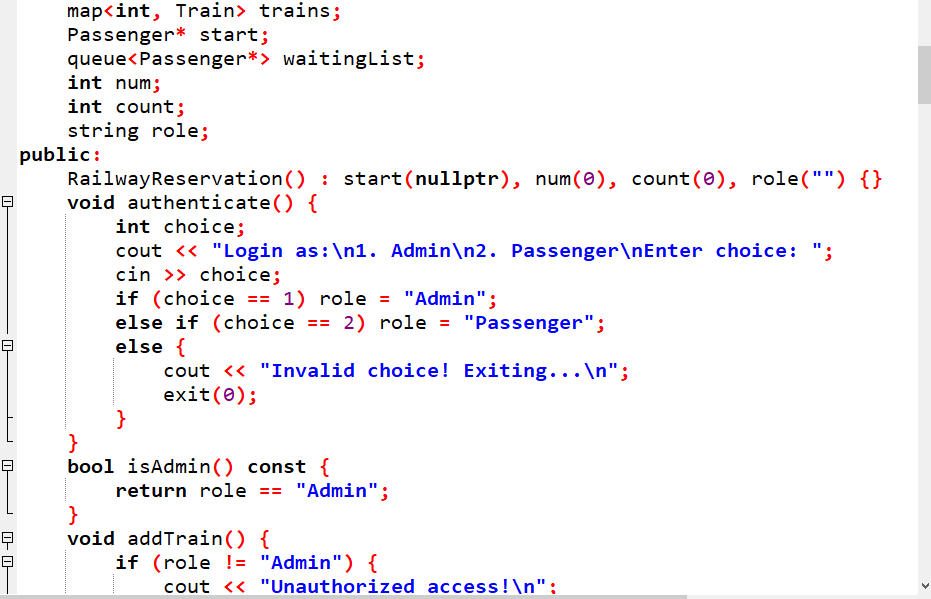 map<int, Train> trains;
Passenger* start;
queue<Passenger*> waitingList;
int num;
int count;
string role;
public:
RailwayReservation() : start(nullptr), num(0), count(0), role("") {}
void authenticate() {
int choice;
cout << "Login as:\n1. Admin\n2. Passenger\nEnter choice: ";
cin >> choice;
if (choice == 1) role = "Admin";
else if (choice == 2) role = "Passenger";
else {
cout << "Invalid choice! Exiting...\n";
exit(0);
}
}
bool isAdmin() const {
return role == "Admin";
}
void addTrain() {
if (role != "Admin") {
cout << "Unauthorized access!\n";